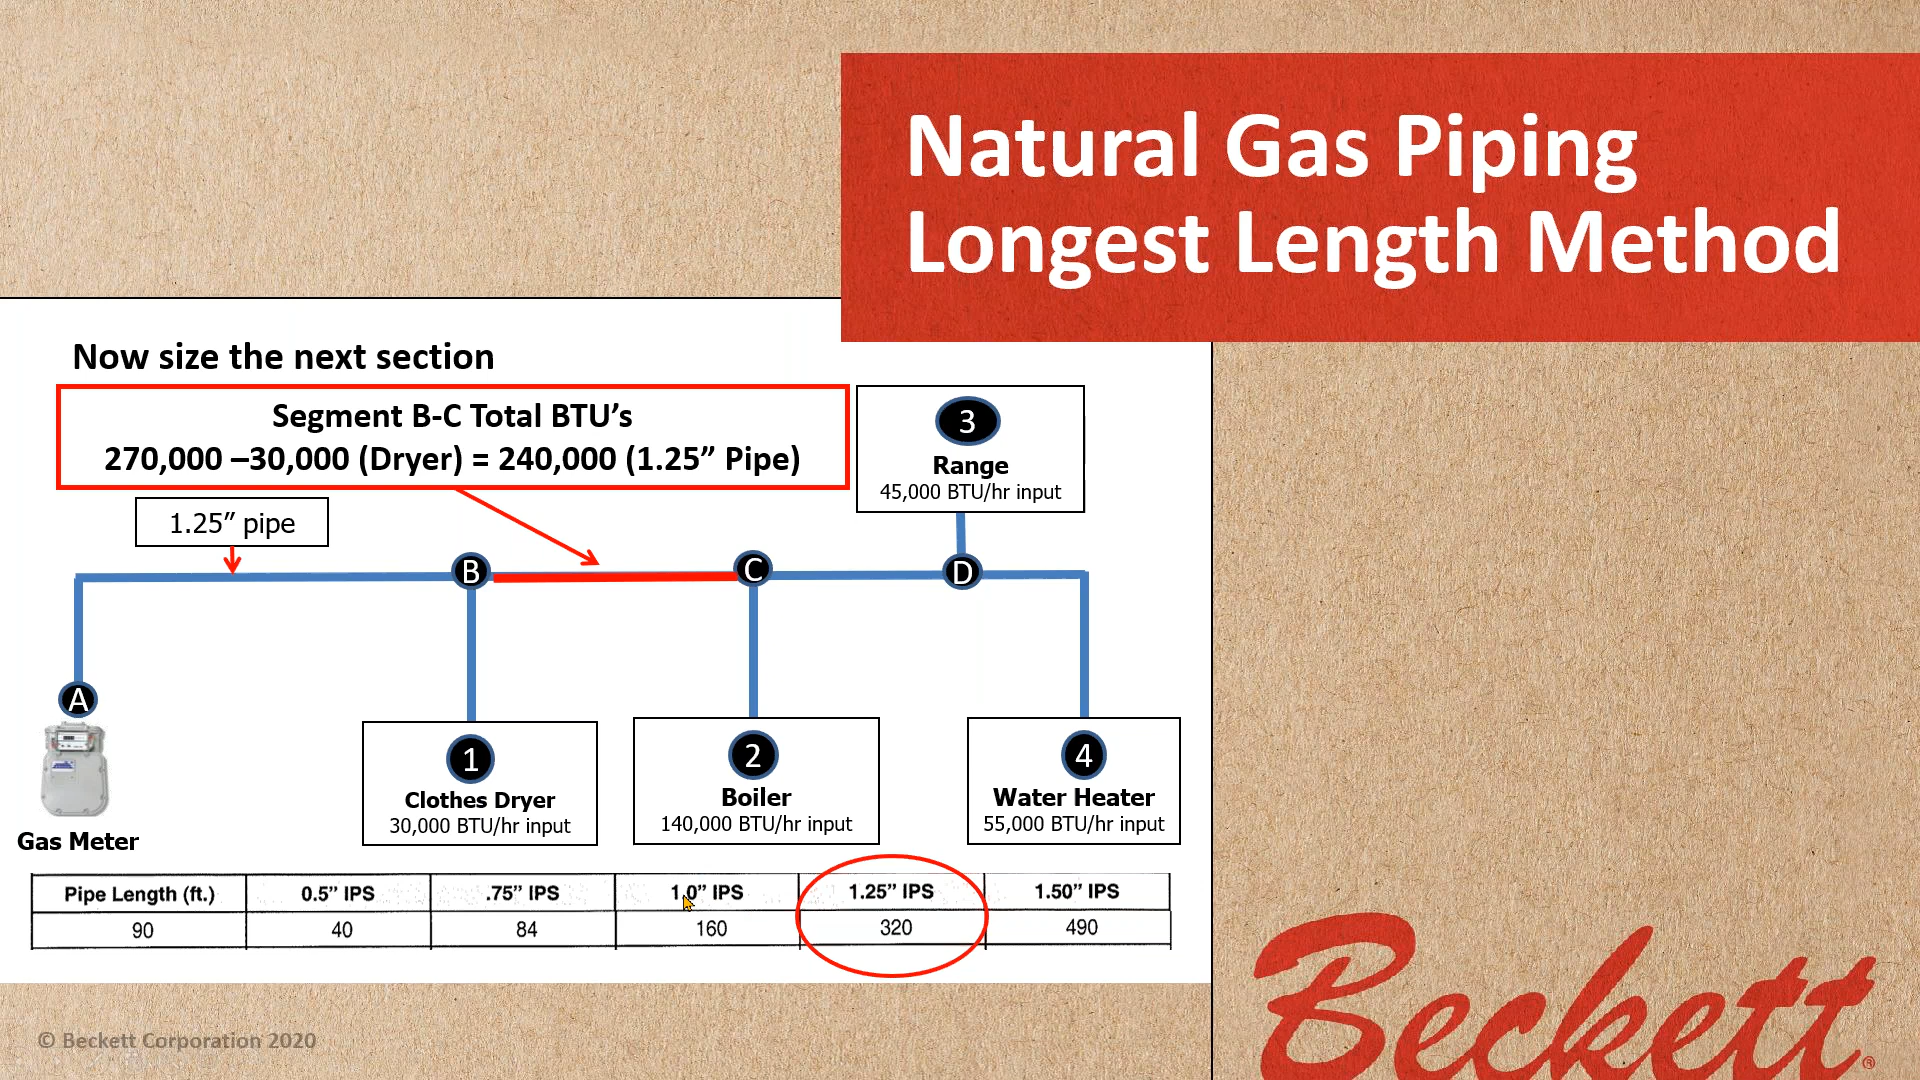 Natural Gas Piping
Longest Length Method
Now size the next section
Segment B-C Total BTU’s
270,000 –30,000 (Dryer) = 240,000 (1.25” Pipe)
3
Range
45,000 BTU/hr input
1.25” pipe
B
C
D
A
Gas Meter
1
Clothes Dryer
30,000 BTU/hr input
2
Boiler
140,000 BTU/hr input
4
Water Heater
55,000 BTU/hr input
Pipe Length (ft.) 0.5” IPS .75” IPS 1.0” IPS 1.25” IPS 1.50” IPS
90 40 84 160 320 490
© Beckett Corporation 2020
Beckett®